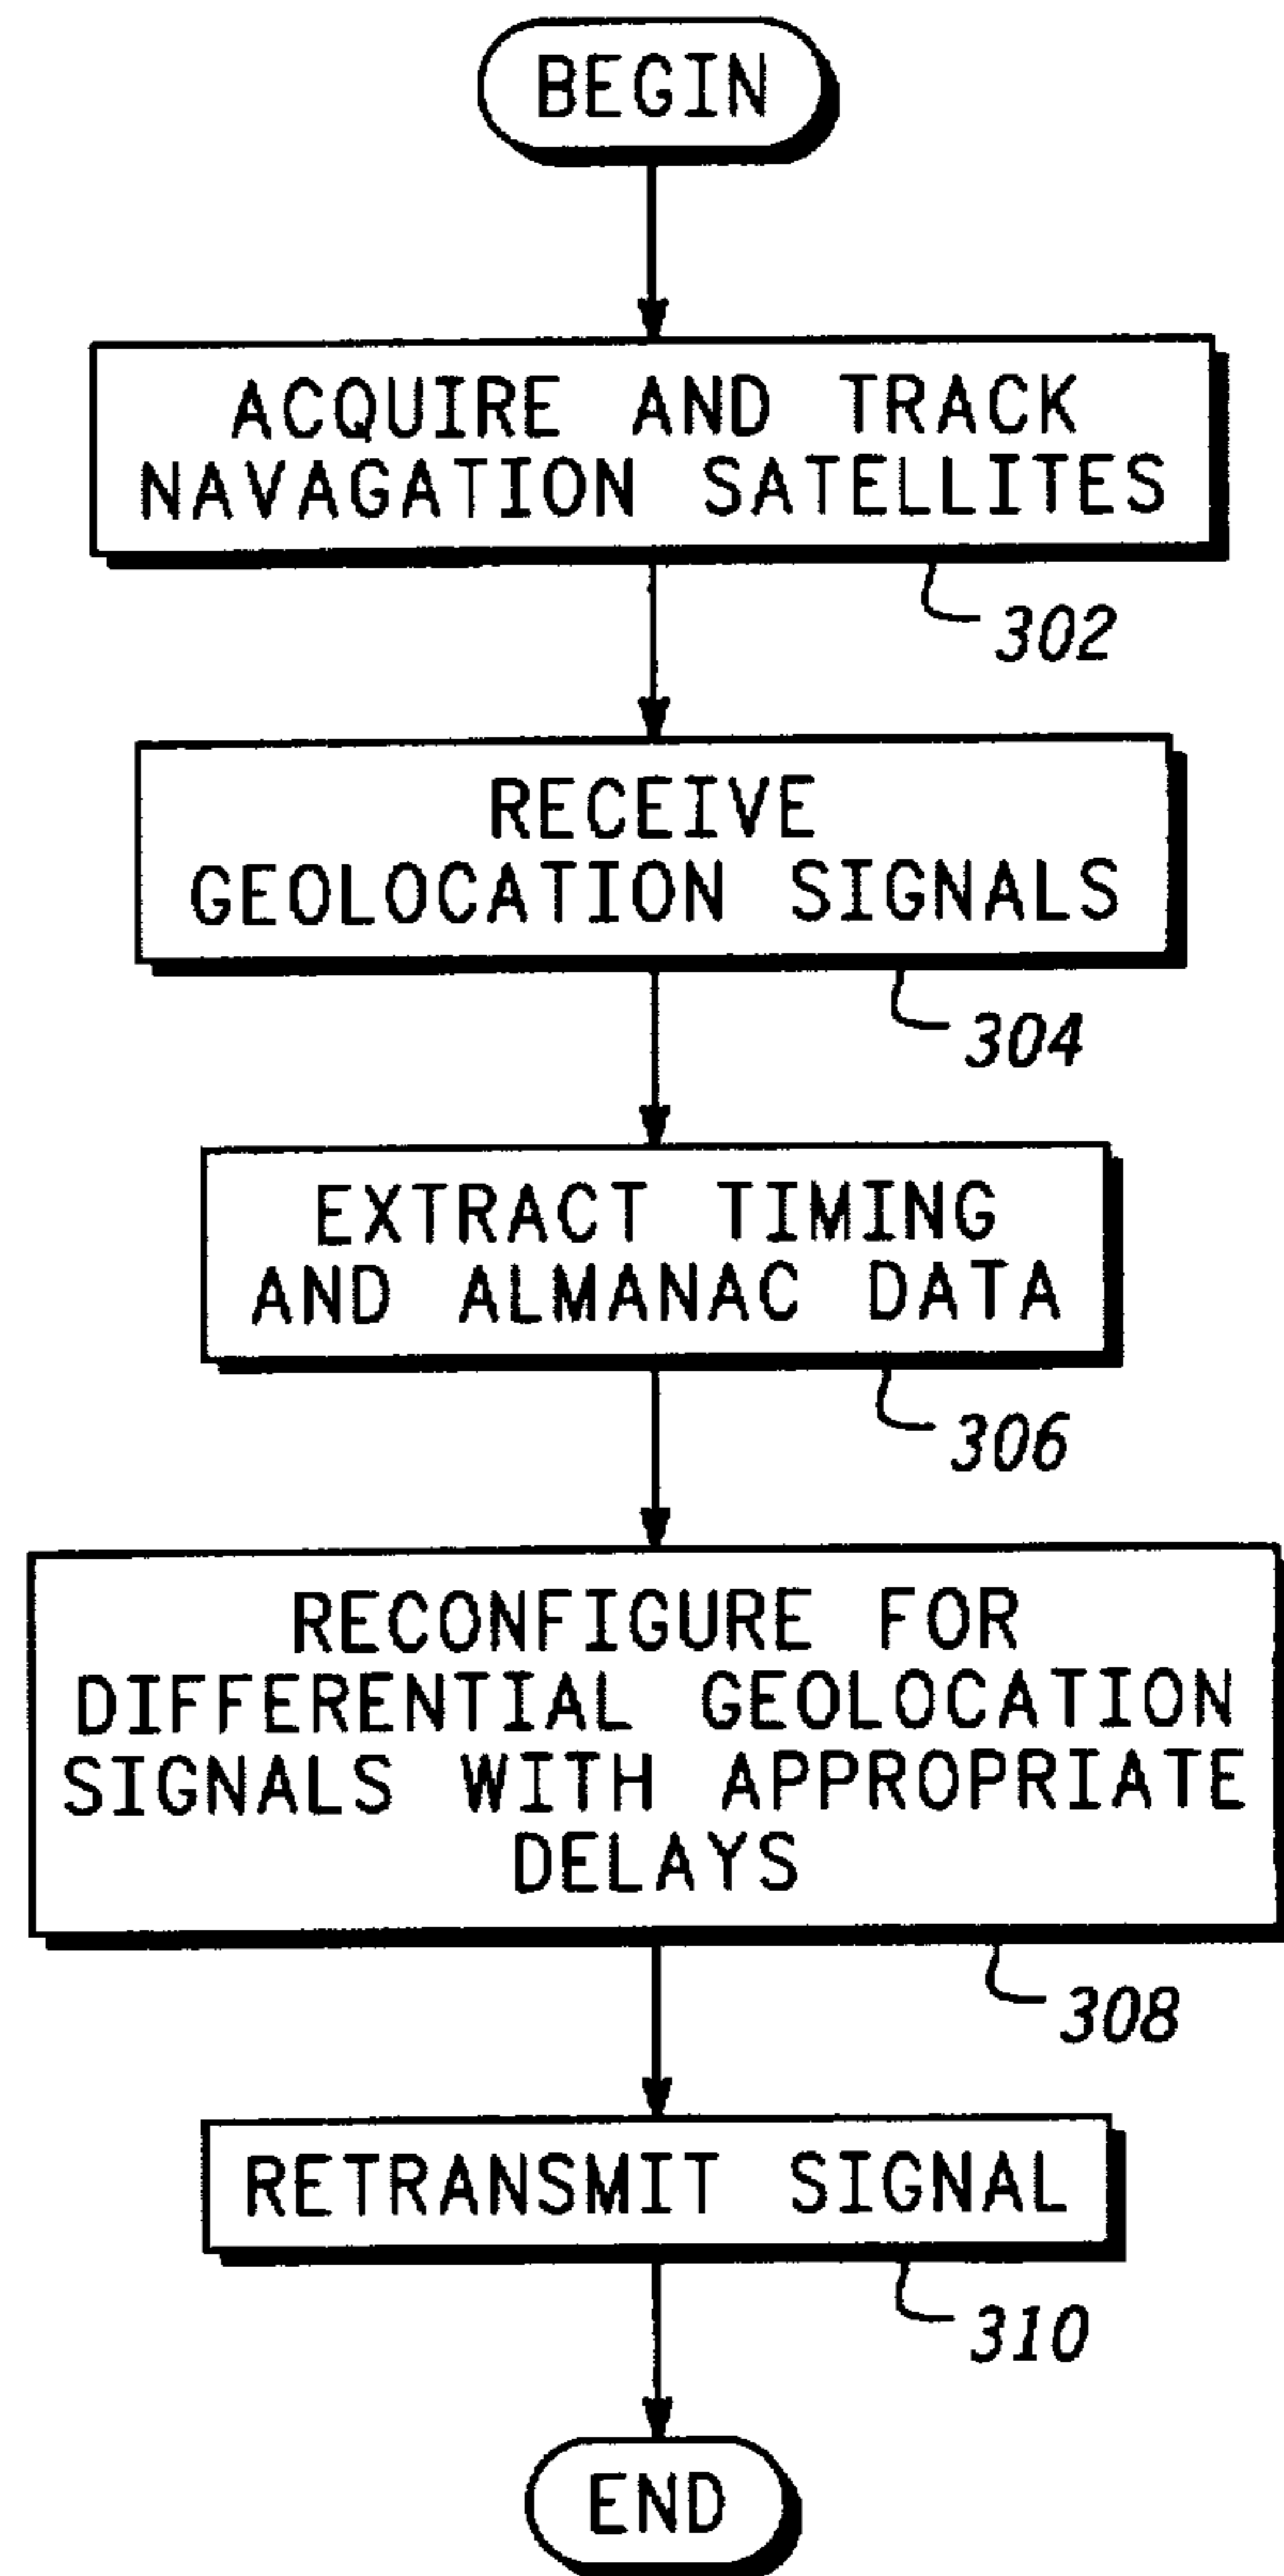 BEGIN
ACQUIRE AND TRACK
NAVAGATION SATELLITES
302
RECEIVE
GEOLOCATION SIGNALS
304
EXTRACT TIMING
AND ALMANAC DATA
306
RECONFIGURE FOR
DIFFERENTIAL GEOLOCATION
SIGNALS WITH APPROPRIATE
DELAYS
308
RETRANSMIT SIGNAL
310
END